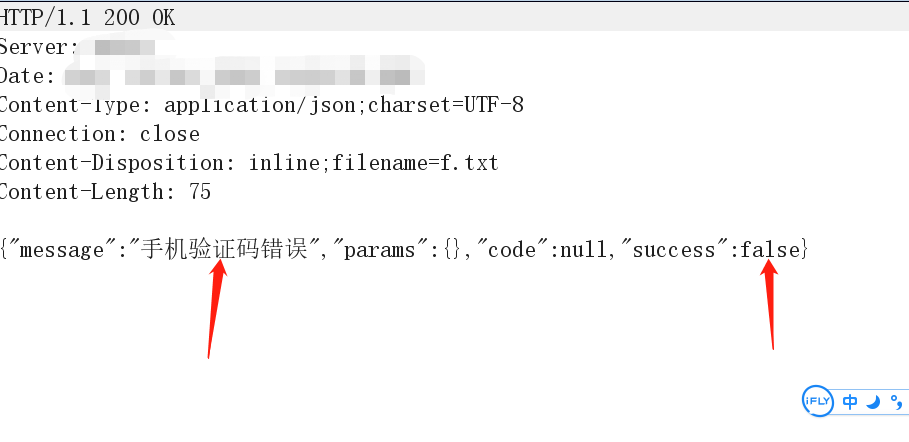 HTTP/1.1 200 OK
Server:
Date:
Content-Type: application/json;charset=UTF-8
Connection: close
Content-Disposition: inline;filename=f.txt
Content-Length: 75
{"message":"手机验证码错误","params":{},"code":null,"success":false}
iFLY 中